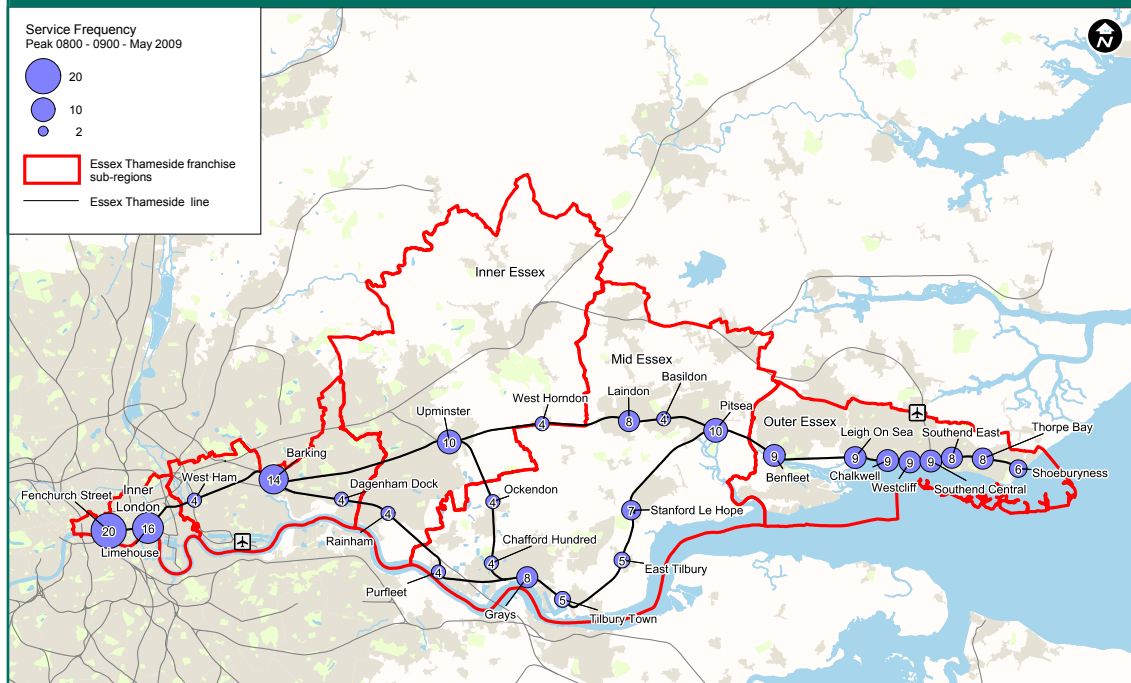 Service Frequency
Peak 0800 - 0900 - May 2009
20
10
2
Essex Thameside franchise
sub-regions
Essex Thameside line
N
Inner Essex
Mid Essex
Basildon
Laindon
4
8
West Horndon
4
Pitsea
10
Upminster
10
Outer Essex
Leigh On Sea
Southend East
Thorpe Bay
9
9
9
9
8
8
6
Shoeburyness
Benfleet
9
Chalkwell
Westcliff
Southend Central
Barking
14
West Ham
4
Dagenham Dock
4
Fenchurch Street
Inner
London
20
16
Limehouse
Rainham
4
Ockendon
4
Stanford Le Hope
7
Chafford Hundred
4
East Tilbury
5
Purfleet
4
Grays
8
Tilbury Town
5